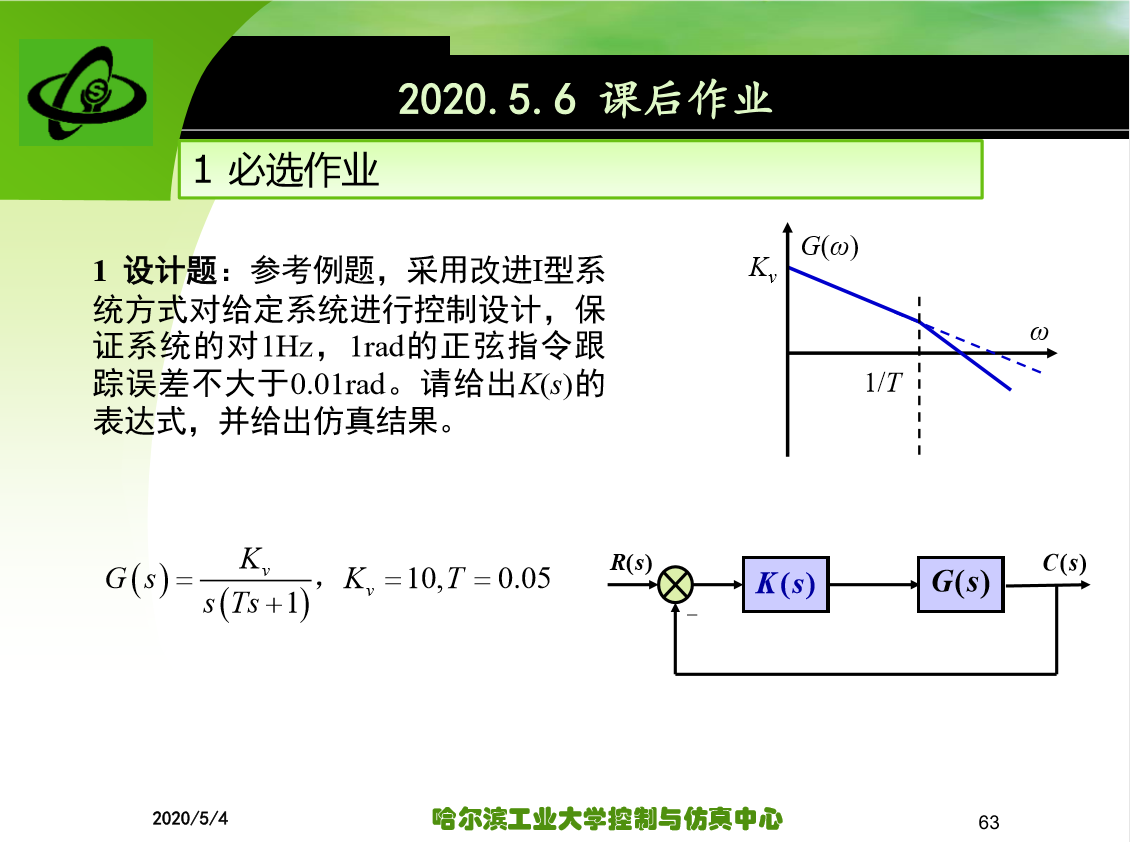 2020.5.6 课后作业
1 必选作业
1 设计题：参考例题，采用改进I型系
统方式对给定系统进行控制设计，保
证系统的对1Hz，1rad的正弦指令跟
踪误差不大于0.01rad。请给出K(s)的
表达式，并给出仿真结果。
G(ω)
K_v
ω
1/T
G(s) = K_v / (s(Ts+1))，K_v = 10, T = 0.05
R(s)
K(s)
G(s)
C(s)
−
2020/5/4
哈尔滨工业大学控制与仿真中心
63